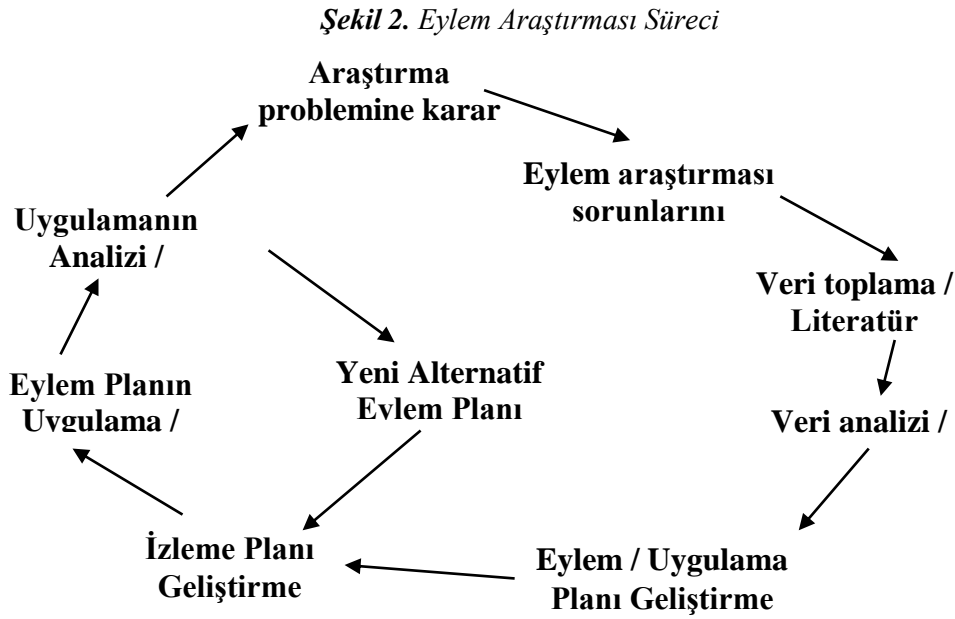 Şekil 2. Eylem Araştırması Süreci
Araştırma
problemine karar
Eylem araştırması
sorunlarını
Veri toplama /
Literatür
Veri analizi /
Eylem / Uygulama
Planı Geliştirme
İzleme Planı
Geliştirme
Eylem Planın
Uygulama /
Uygulamanın
Analizi /
Yeni Alternatif
Eylem Planı